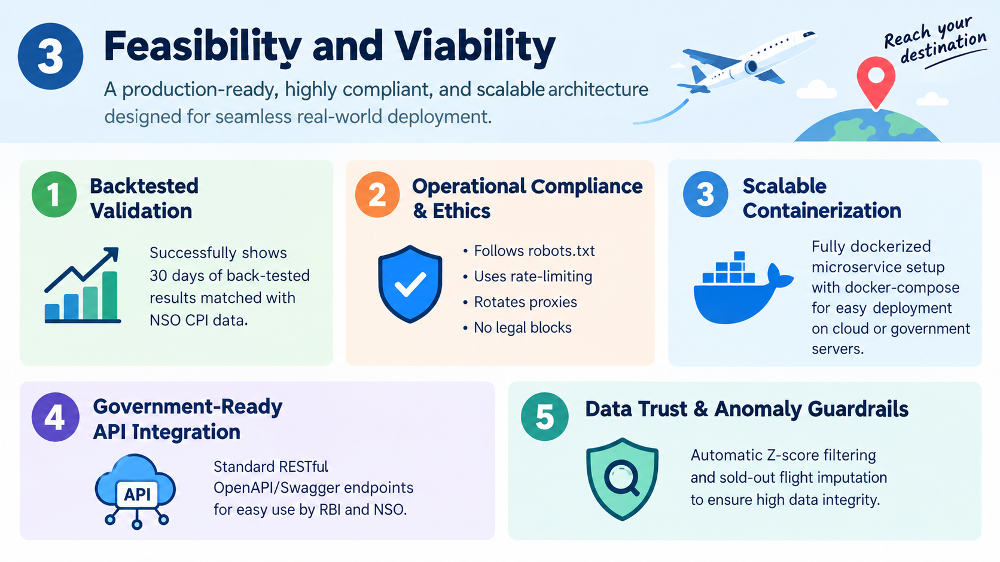 3
Feasibility and Viability
A production-ready, highly compliant, and scalable architecture
designed for seamless real-world deployment.
Reach your
destination
1
Backtested
Validation
Successfully shows
30 days of back-tested
results matched with
NSO CPI data.
2
Operational Compliance
& Ethics
• Follows robots.txt
• Uses rate-limiting
• Rotates proxies
• No legal blocks
3
Scalable
Containerization
Fully dockerized
microservice setup
with docker-compose
for easy deployment
on cloud or government
servers.
4
Government-Ready
API Integration
API
Standard RESTful
OpenAPI/Swagger endpoints
for easy use by RBI and NSO.
5
Data Trust & Anomaly Guardrails
Automatic Z-score filtering
and sold-out flight imputation
to ensure high data integrity.